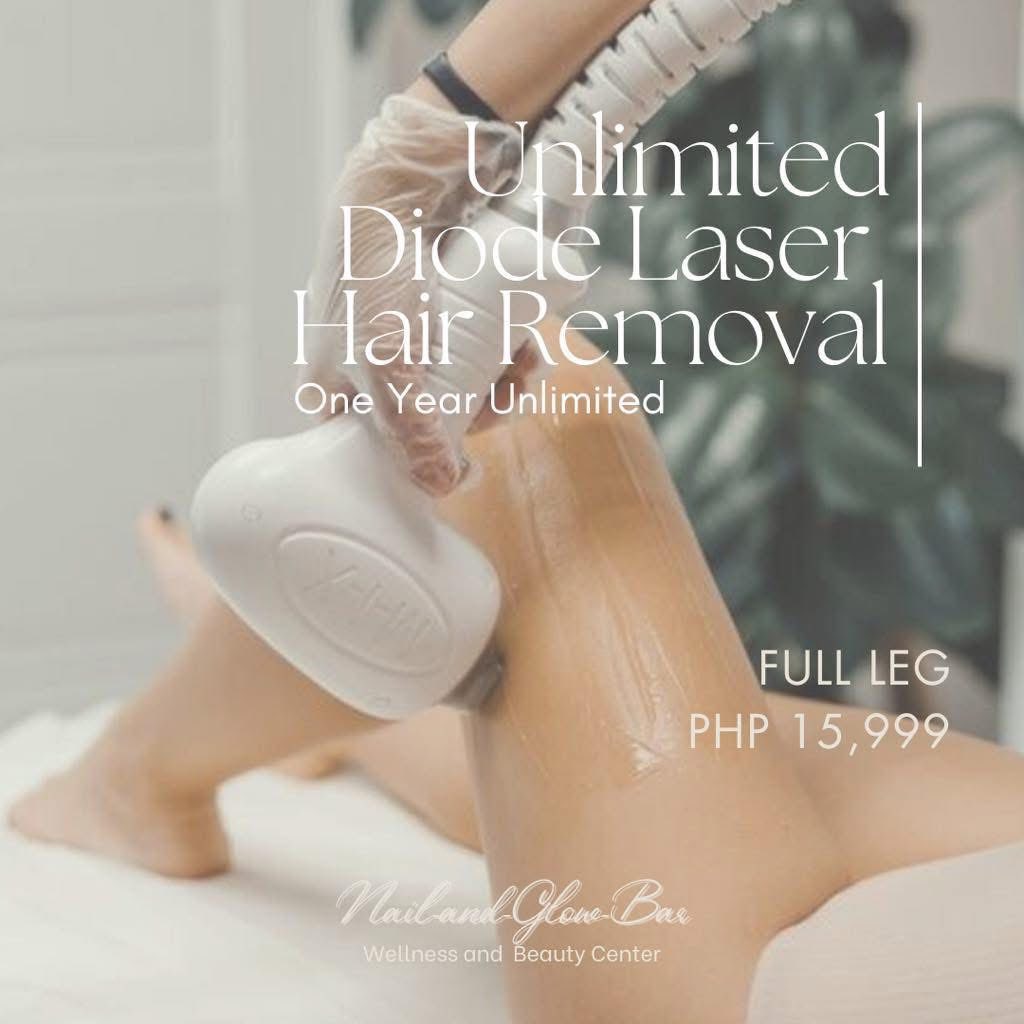 Unlimited
Diode Laser
Hair Removal
One Year Unlimited
FULL LEG
PHP 15,999
Nail and Glow Bar
Wellness and Beauty Center